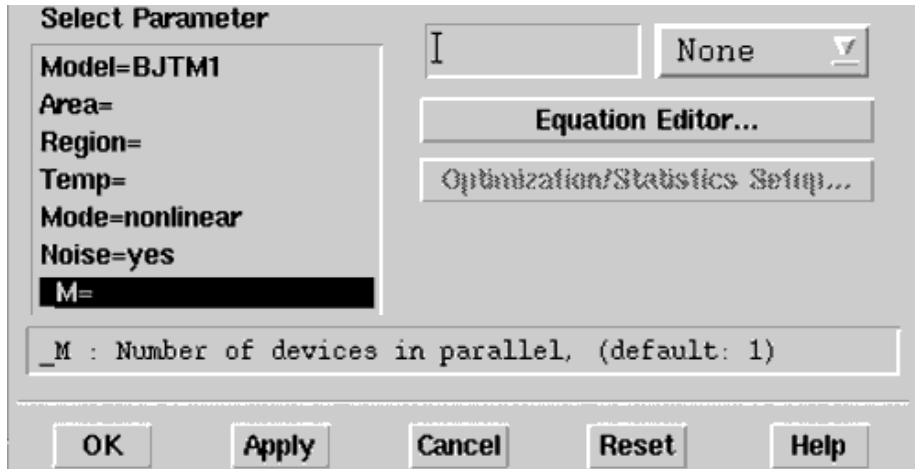 Select Parameter
Model=BJTM1
Area=
Region=
Temp=
Mode=nonlinear
Noise=yes
_M=
None
Equation Editor...
Optimization/Statistics Setup...
_M : Number of devices in parallel, (default: 1)
OK Apply Cancel Reset Help